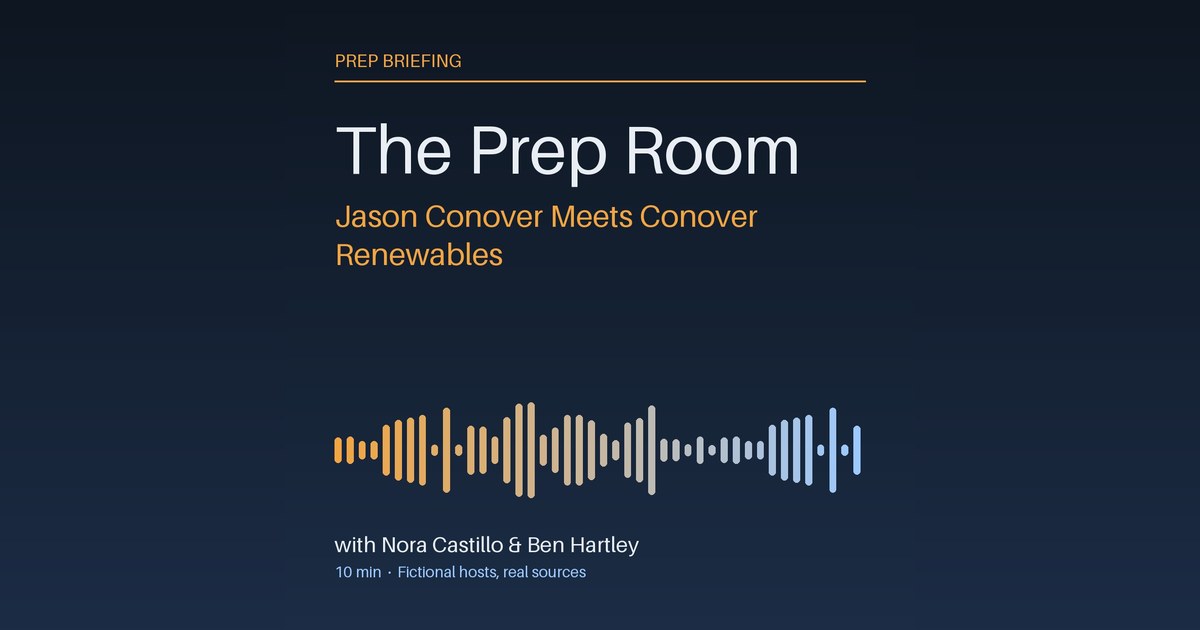 PREP BRIEFING
The Prep Room
Jason Conover Meets Conover
Renewables
with Nora Castillo & Ben Hartley
10 min · Fictional hosts, real sources